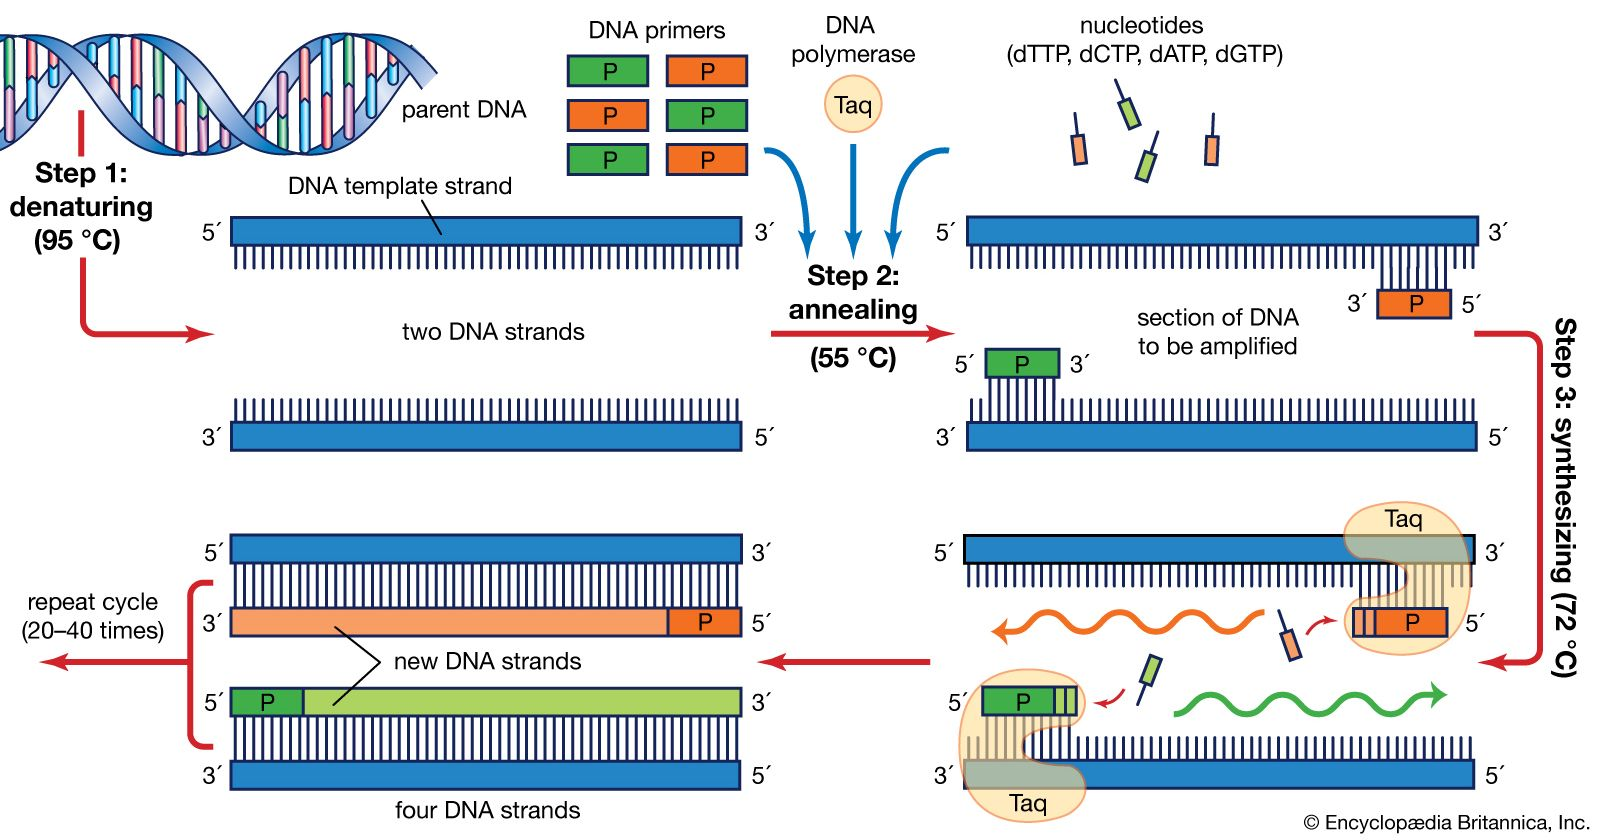 DNA primers
P
P
P
P
P
P
DNA
polymerase
Taq
nucleotides
(dTTP, dCTP, dATP, dGTP)
parent DNA
Step 1:
denaturing
(95 °C)
DNA template strand
5′
3′
two DNA strands
3′
5′
Step 2:
annealing
(55 °C)
5′
3′
3′
P
5′
section of DNA
to be amplified
5′
P
3′
3′
5′
Step 3: synthesizing (72 °C)
Taq
5′
3′
P
5′
5′
P
3′
5′
Taq
5′
3′
3′
P
5′
new DNA strands
5′
P
3′
3′
5′
four DNA strands
repeat cycle
(20–40 times)
© Encyclopædia Britannica, Inc.